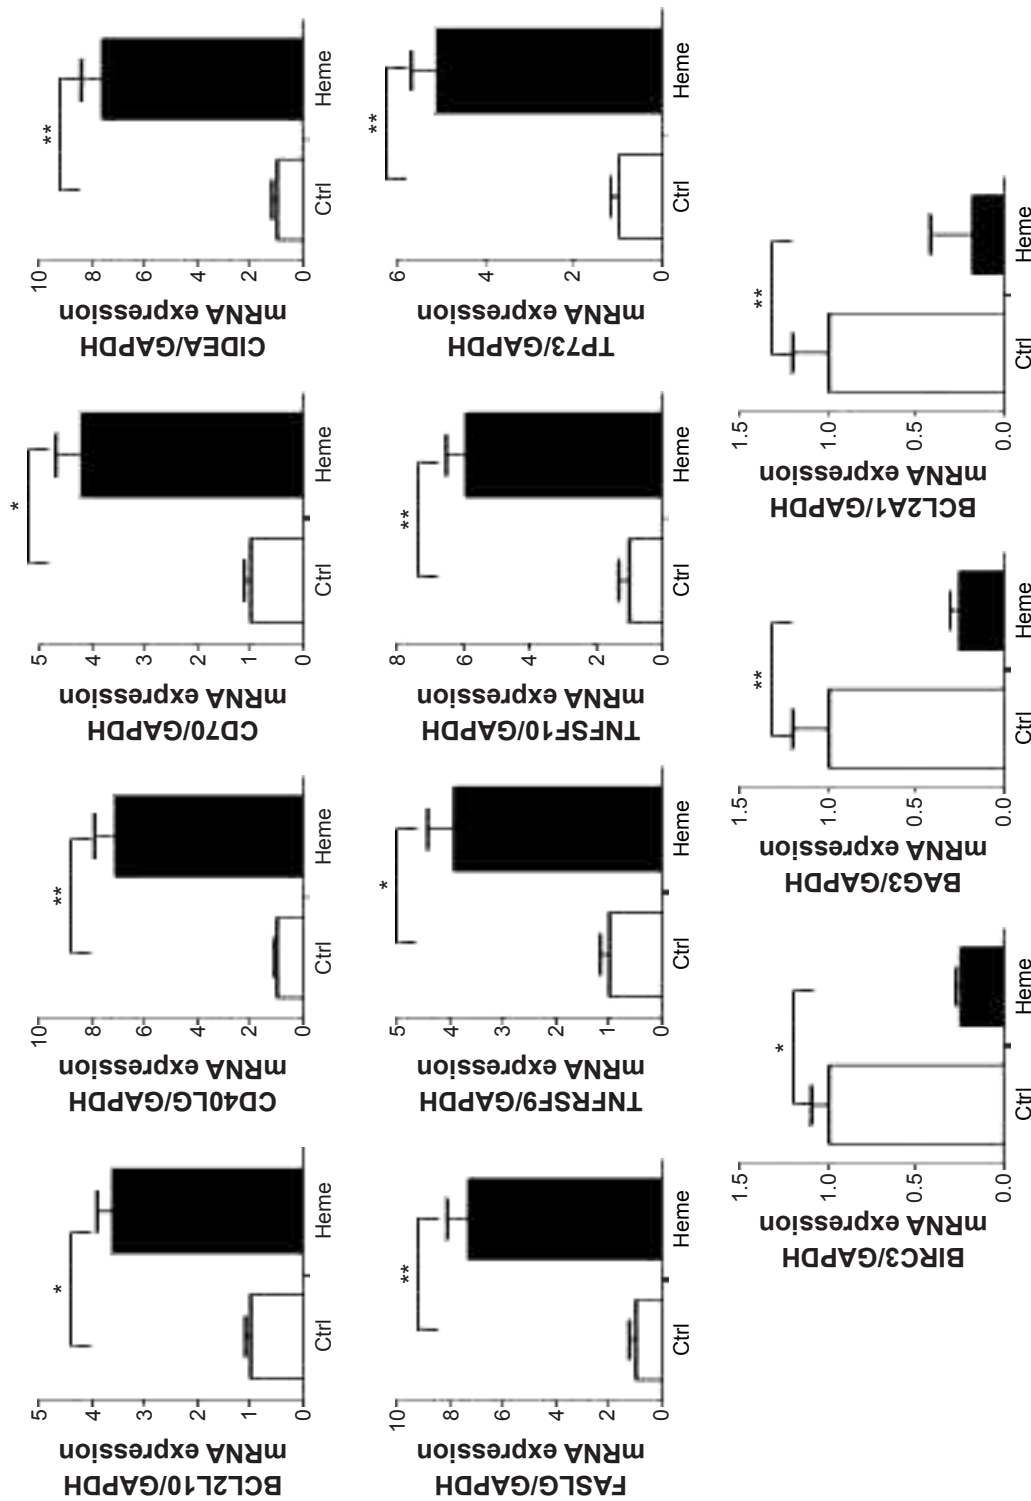 BCL2L10/GAPDH
mRNA expression
5
4
3
2
1
0
*
Ctrl
Heme
CD40LG/GAPDH
mRNA expression
10
8
6
4
2
0
**
Ctrl
Heme
CD70/GAPDH
mRNA expression
5
4
3
2
1
0
*
Ctrl
Heme
CIDEA/GAPDH
mRNA expression
10
8
6
4
2
0
**
Ctrl
Heme
FASLG/GAPDH
mRNA expression
10
8
6
4
2
0
**
Ctrl
Heme
TNFRSF9/GAPDH
mRNA expression
5
4
3
2
1
0
*
Ctrl
Heme
TNFSF10/GAPDH
mRNA expression
8
6
4
2
0
**
Ctrl
Heme
TP73/GAPDH
mRNA expression
6
4
2
0
**
Ctrl
Heme
BIRC3/GAPDH
mRNA expression
1.5
1.0
0.5
0.0
*
Ctrl
Heme
BAG3/GAPDH
mRNA expression
1.5
1.0
0.5
0.0
**
Ctrl
Heme
BCL2A1/GAPDH
mRNA expression
1.5
1.0
0.5
0.0
**
Ctrl
Heme